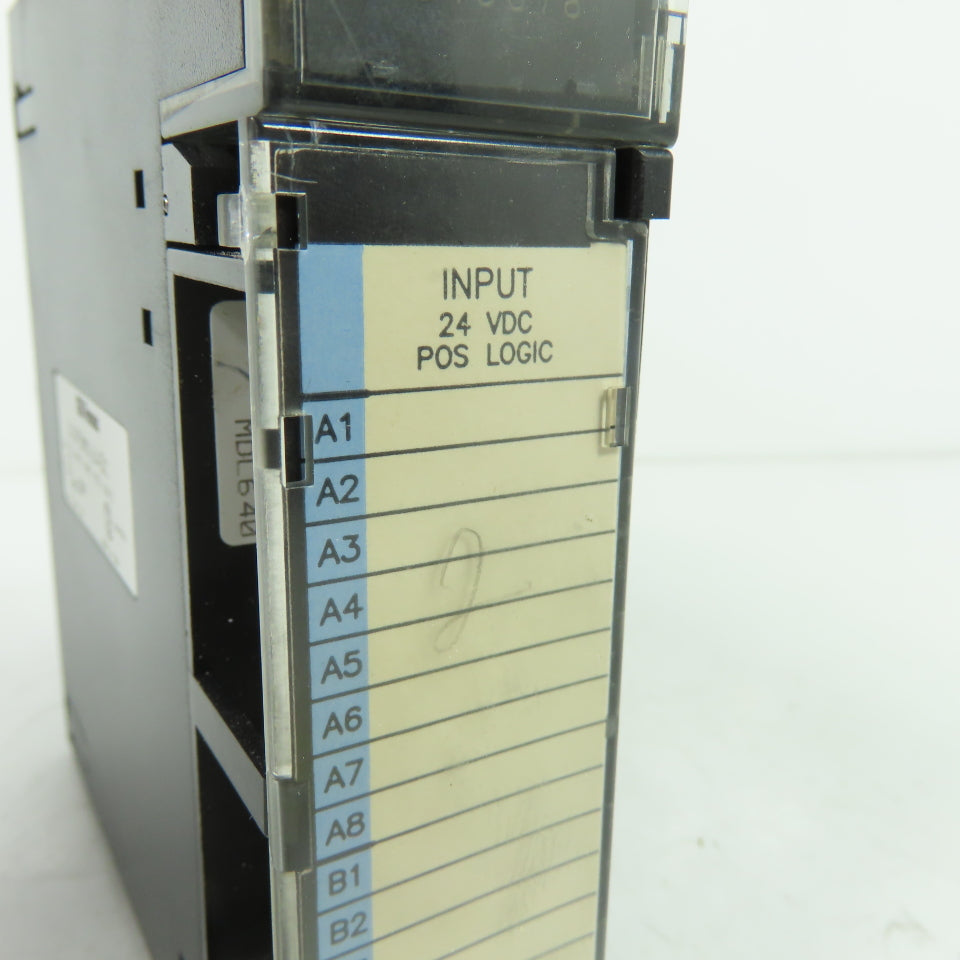 INPUT
24 VDC
POS LOGIC
A1
A2
A3
A4
A5
A6
A7
A8
B1
B2
MDL640